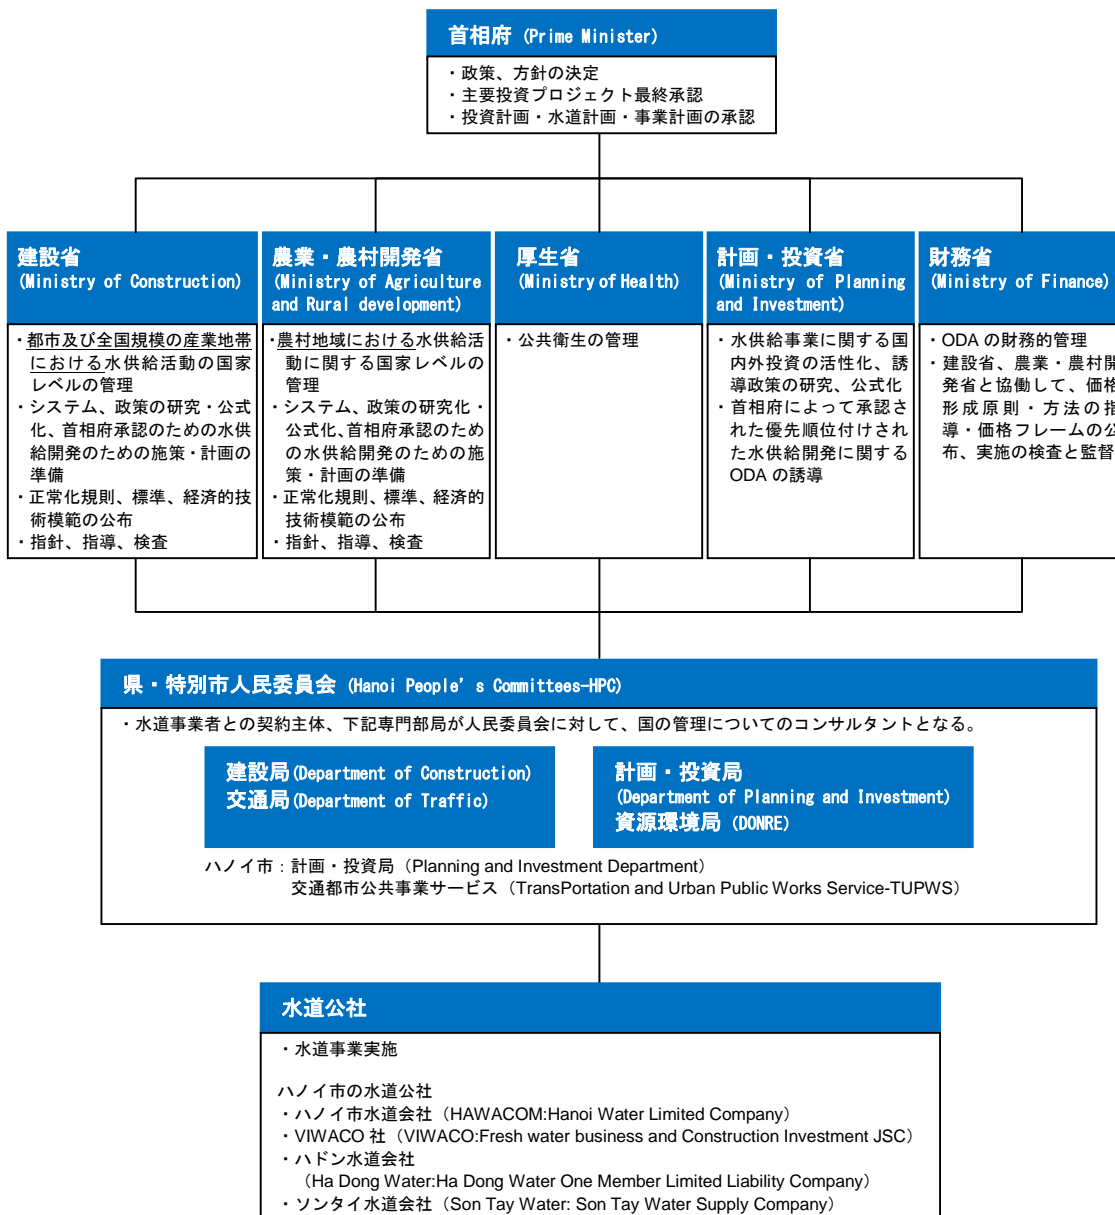 首相府 (Prime Minister)
・政策、方針の決定
・主要投資プロジェクト最終承認
・投資計画・水道計画・事業計画の承認
建設省
(Ministry of Construction)
・都市及び全国規模の産業地帯
における水供給活動の国家
レベルの管理
・システム、政策の研究・公式
化、首相府承認のための水供
給開発のための施策・計画の
準備
・正常化規則、標準、経済的技
術模範の公布
・指針、指導、検査
農業・農村開発省
(Ministry of Agriculture
and Rural development)
・農村地域における水供給活
動に関する国家レベルの
管理
・システム、政策の研究化・
公式化、首相府承認のため
の水供給開発のための施
策・計画の準備
・正常化規則、標準、経済的
技術模範の公布
・指針、指導、検査
厚生省
(Ministry of Health)
・公共衛生の管理
計画・投資省
(Ministry of Planning
and Investment)
・水供給事業に関する国
内外投資の活性化、誘
導政策の研究、公式化
・首相府によって承認さ
れた優先順位付けされ
た水供給開発に関する
ODA の誘導
財務省
(Ministry of Finance)
・ODA の財務的管理
・建設省、農業・農村開
発省と協働して、価格
形成原則・方法の指
導・価格フレームの公
布、実施の検査と監督
県・特別市人民委員会 (Hanoi People's Committees-HPC)
・水道事業者との契約主体、下記専門部局が人民委員会に対して、国の管理についてのコンサルタントとなる。
建設局(Department of Construction)
交通局(Department of Traffic)
計画・投資局
(Department of Planning and Investment)
資源環境局 (DONRE)
ハノイ市：計画・投資局（Planning and Investment Department）
交通都市公共事業サービス（TransPortation and Urban Public Works Service-TUPWS）
水道公社
・水道事業実施
ハノイ市の水道公社
・ハノイ市水道会社（HAWACOM:Hanoi Water Limited Company）
・VIWACO 社（VIWACO:Fresh water business and Construction Investment JSC）
・ハドン水道会社
（Ha Dong Water:Ha Dong Water One Member Limited Liability Company）
・ソンタイ水道会社（Son Tay Water: Son Tay Water Supply Company）